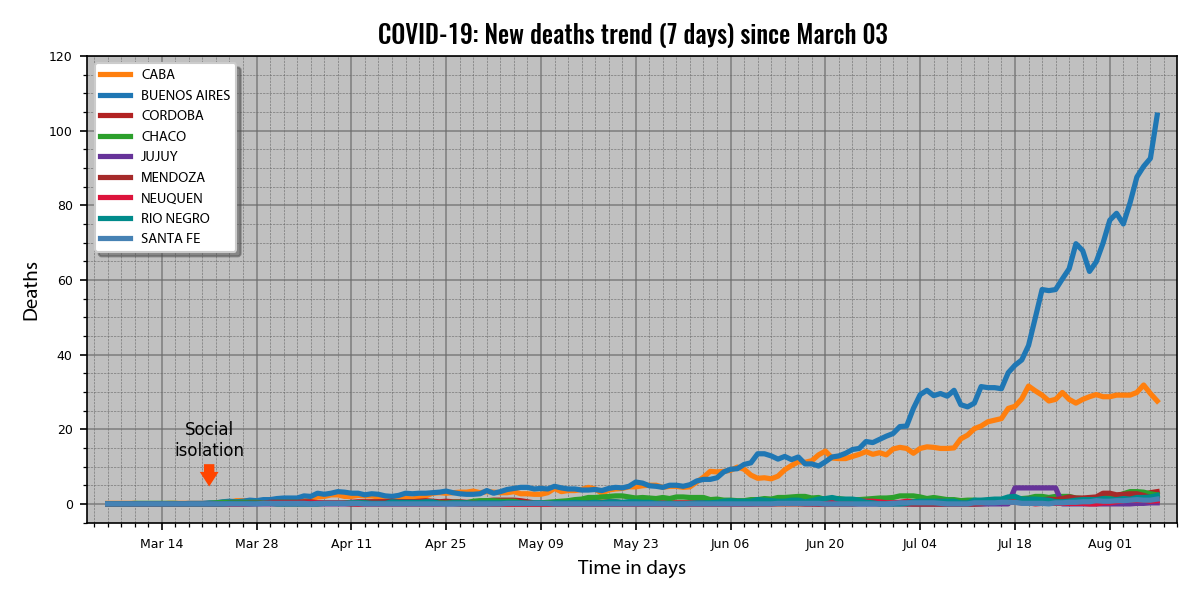 COVID-19: New deaths trend (7 days) since March 03
120
100
80
60
40
20
0
Deaths
CABA
BUENOS AIRES
CORDOBA
CHACO
JUJUY
MENDOZA
NEUQUEN
RIO NEGRO
SANTA FE
Social
isolation
Mar 14 Mar 28 Apr 11 Apr 25 May 09 May 23 Jun 06 Jun 20 Jul 04 Jul 18 Aug 01
Time in days